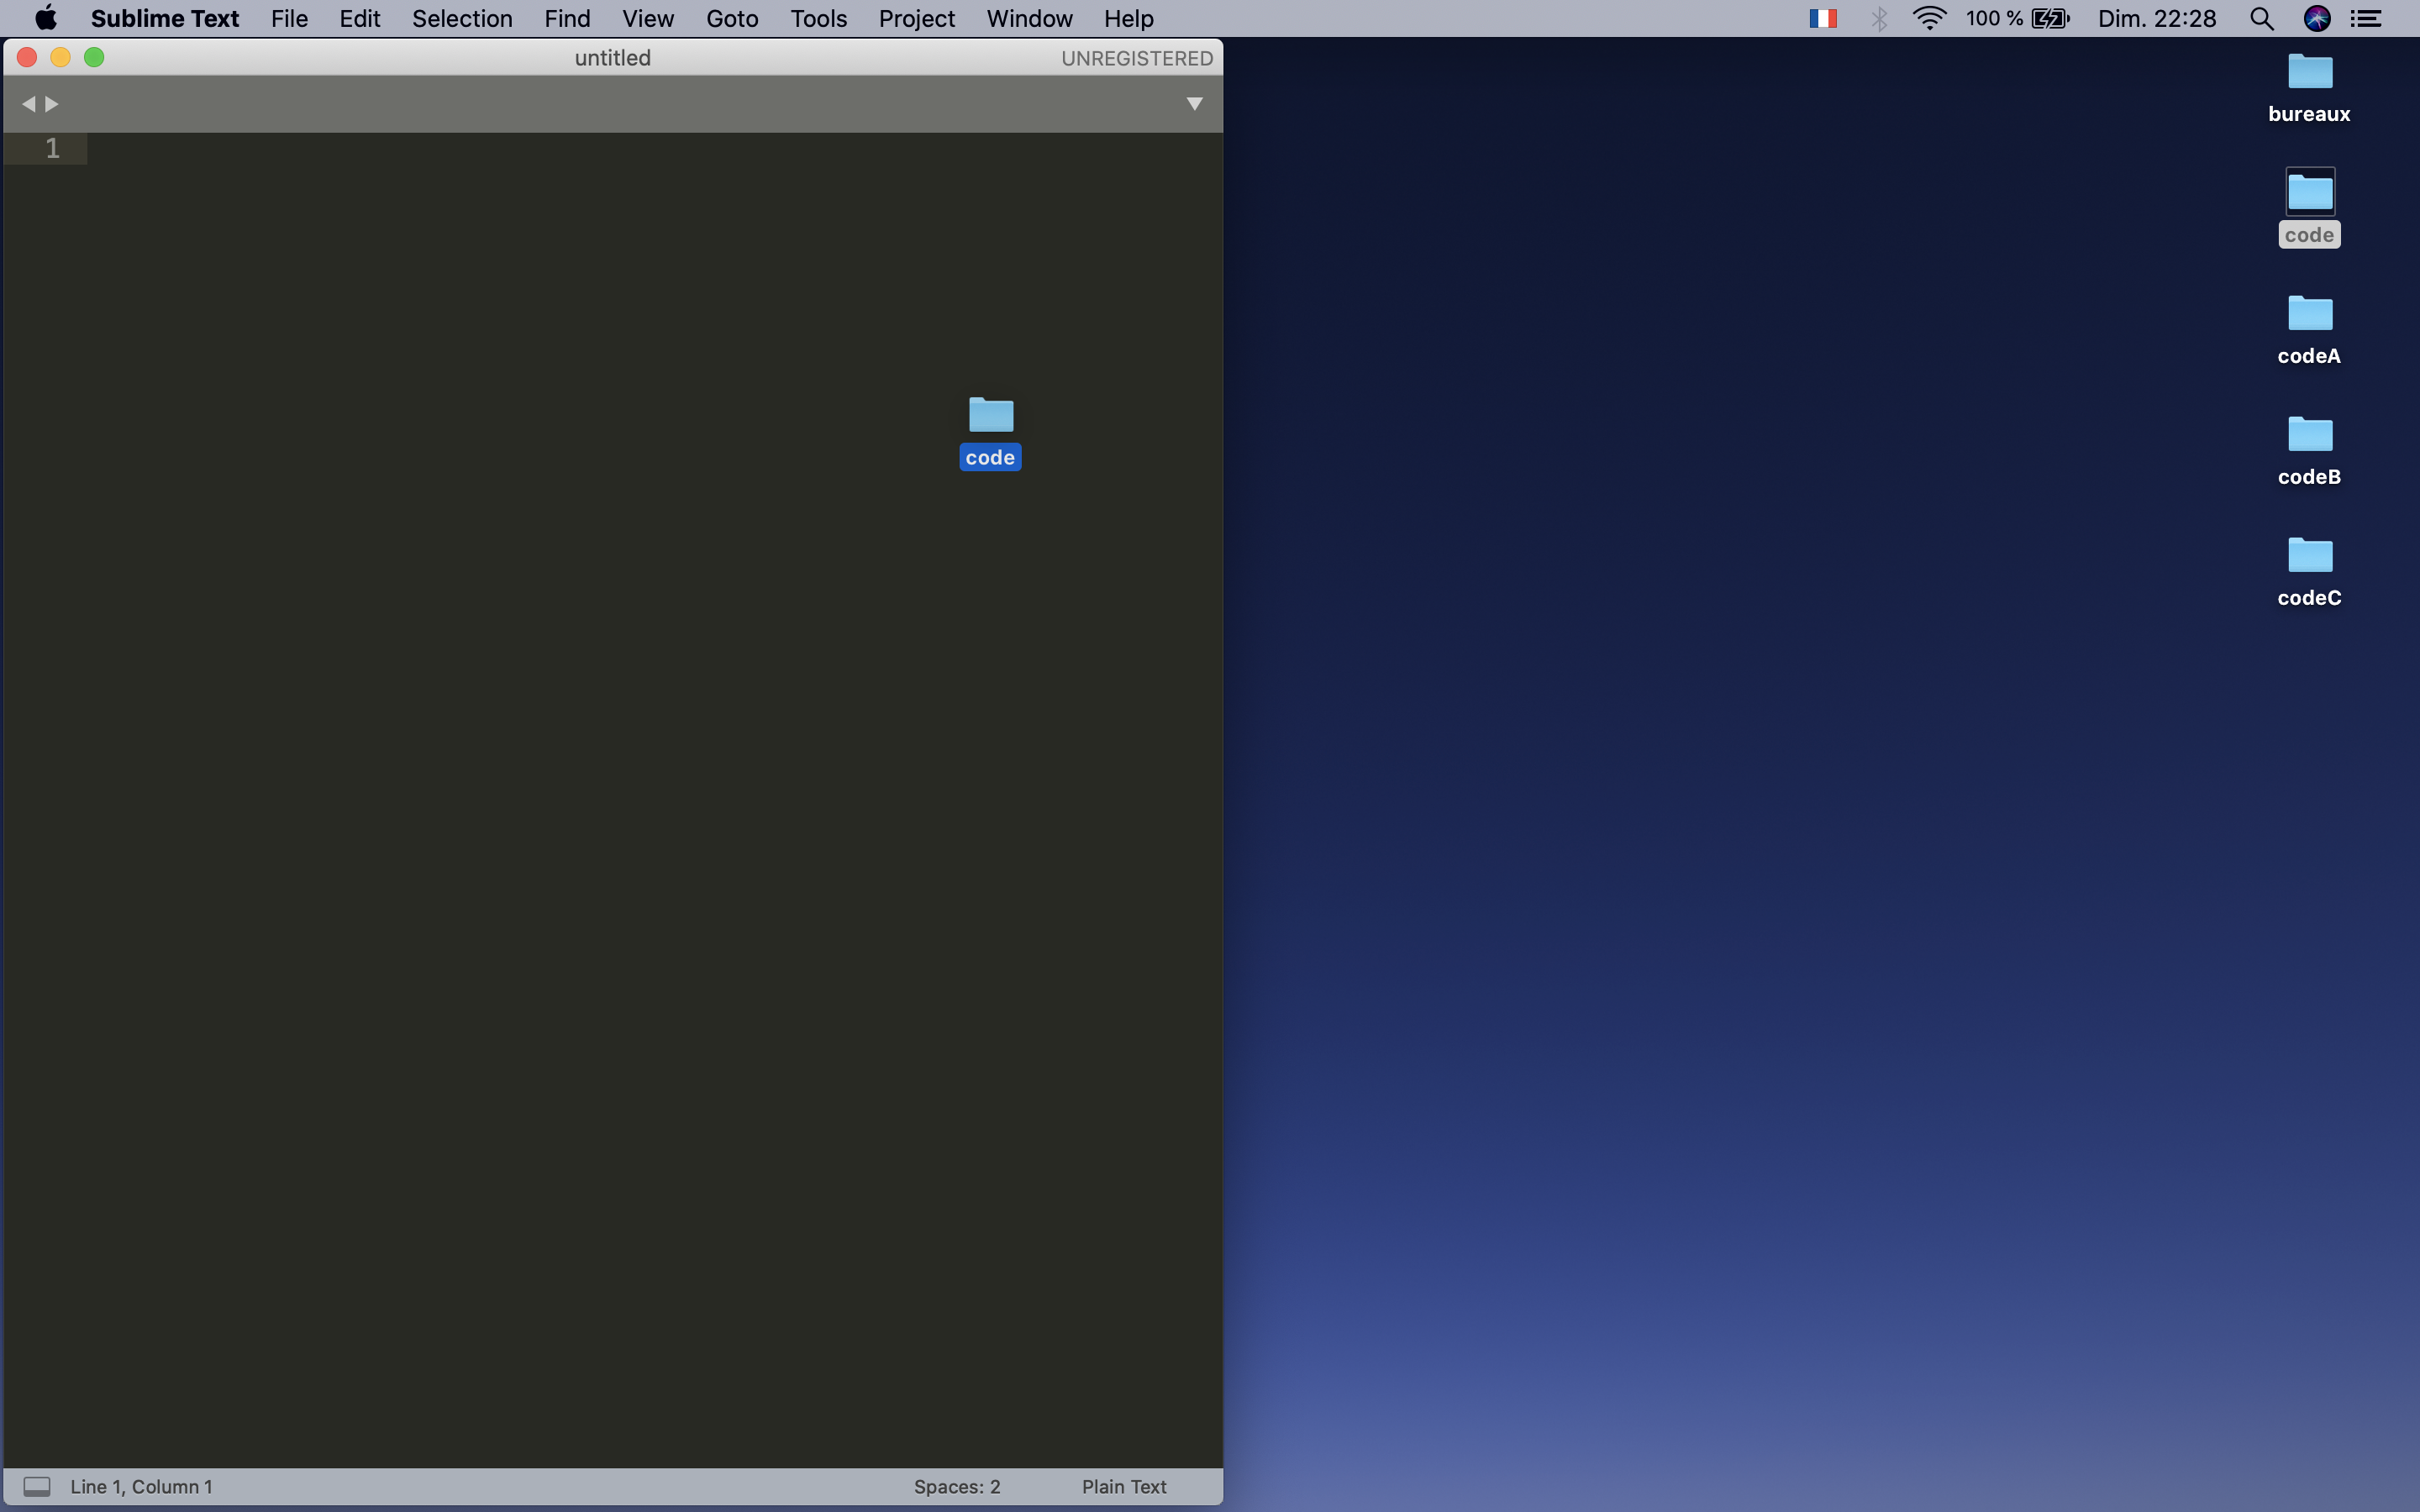 Sublime Text File Edit Selection Find View Goto Tools Project Window Help 100 % Dim. 22:28
untitled UNREGISTERED
1
Line 1, Column 1 Spaces: 2 Plain Text
code
bureaux
code
codeA
codeB
codeC